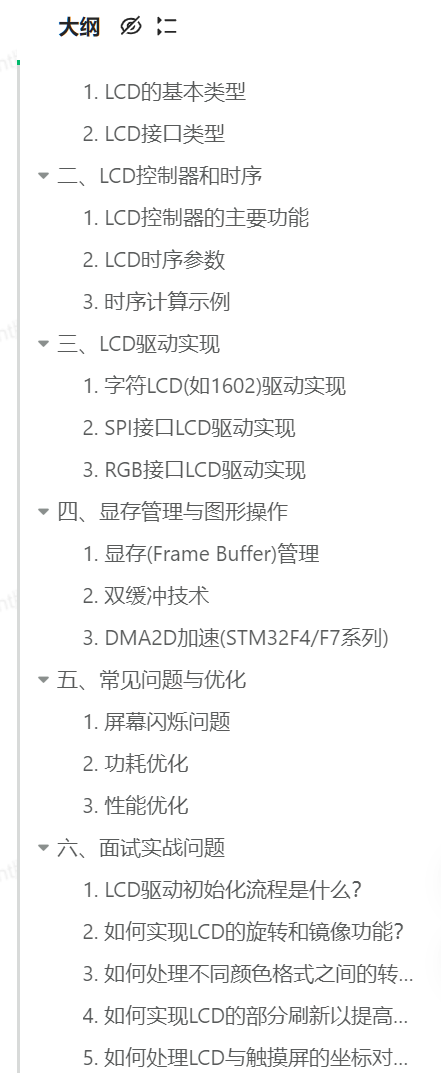 大纲
1. LCD的基本类型
2. LCD接口类型
二、LCD控制器和时序
1. LCD控制器的主要功能
2. LCD时序参数
3. 时序计算示例
三、LCD驱动实现
1. 字符LCD(如1602)驱动实现
2. SPI接口LCD驱动实现
3. RGB接口LCD驱动实现
四、显存管理与图形操作
1. 显存(Frame Buffer)管理
2. 双缓冲技术
3. DMA2D加速(STM32F4/F7系列)
五、常见问题与优化
1. 屏幕闪烁问题
2. 功耗优化
3. 性能优化
六、面试实战问题
1. LCD驱动初始化流程是什么?
2. 如何实现LCD的旋转和镜像功能?
3. 如何处理不同颜色格式之间的转...
4. 如何实现LCD的部分刷新以提高...
5. 如何处理LCD与触摸屏的坐标对...